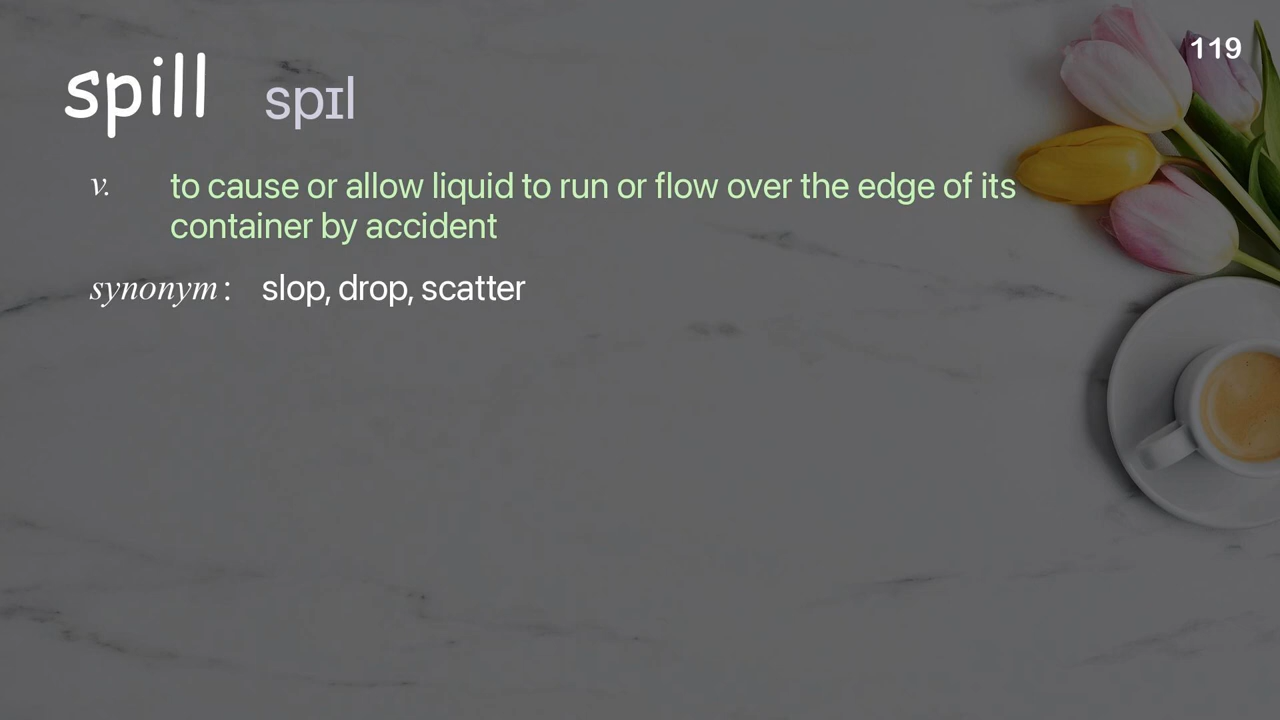 119
spill spɪl
v. to cause or allow liquid to run or flow over the edge of its
container by accident
synonym: slop, drop, scatter